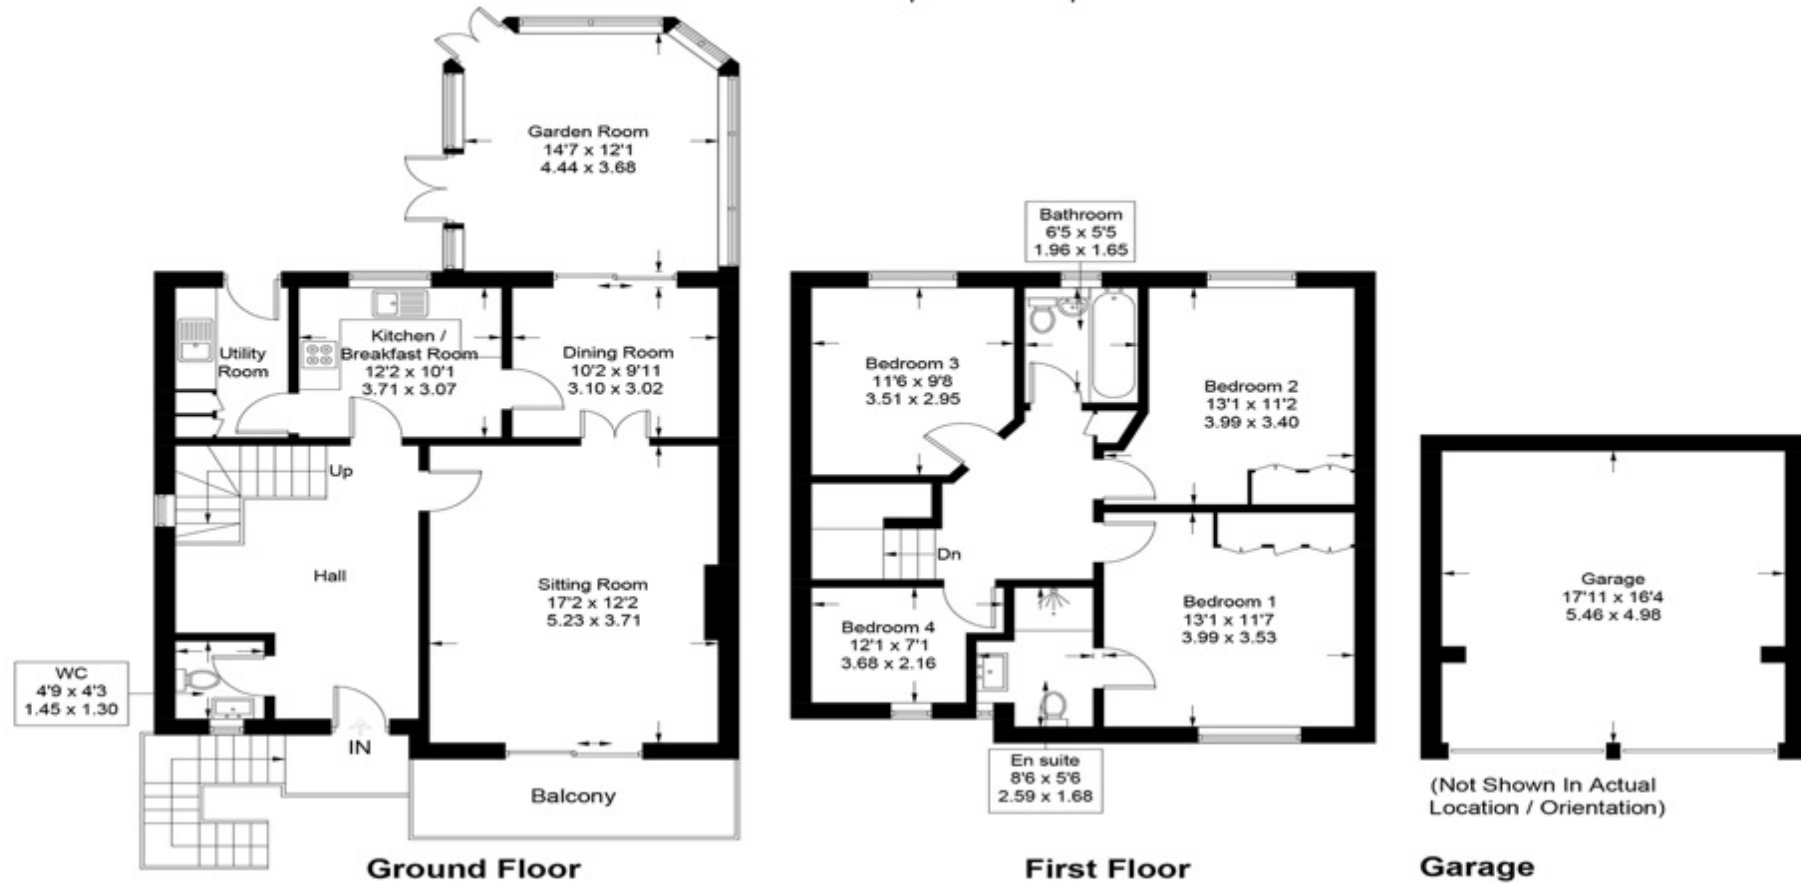 Garden Room
14'7 x 12'1
4.44 x 3.68
Utility
Room
Kitchen /
Breakfast Room
12'2 x 10'1
3.71 x 3.07
Dining Room
10'2 x 9'11
3.10 x 3.02
Up
Hall
Sitting Room
17'2 x 12'2
5.23 x 3.71
WC
4'9 x 4'3
1.45 x 1.30
IN
Balcony
Ground Floor
Bathroom
6'5 x 5'5
1.96 x 1.65
Bedroom 3
11'6 x 9'8
3.51 x 2.95
Bedroom 2
13'1 x 11'2
3.99 x 3.40
Dn
Bedroom 4
12'1 x 7'1
3.68 x 2.16
Bedroom 1
13'1 x 11'7
3.99 x 3.53
En suite
8'6 x 5'6
2.59 x 1.68
First Floor
Garage
17'11 x 16'4
5.46 x 4.98
(Not Shown In Actual
Location / Orientation)
Garage